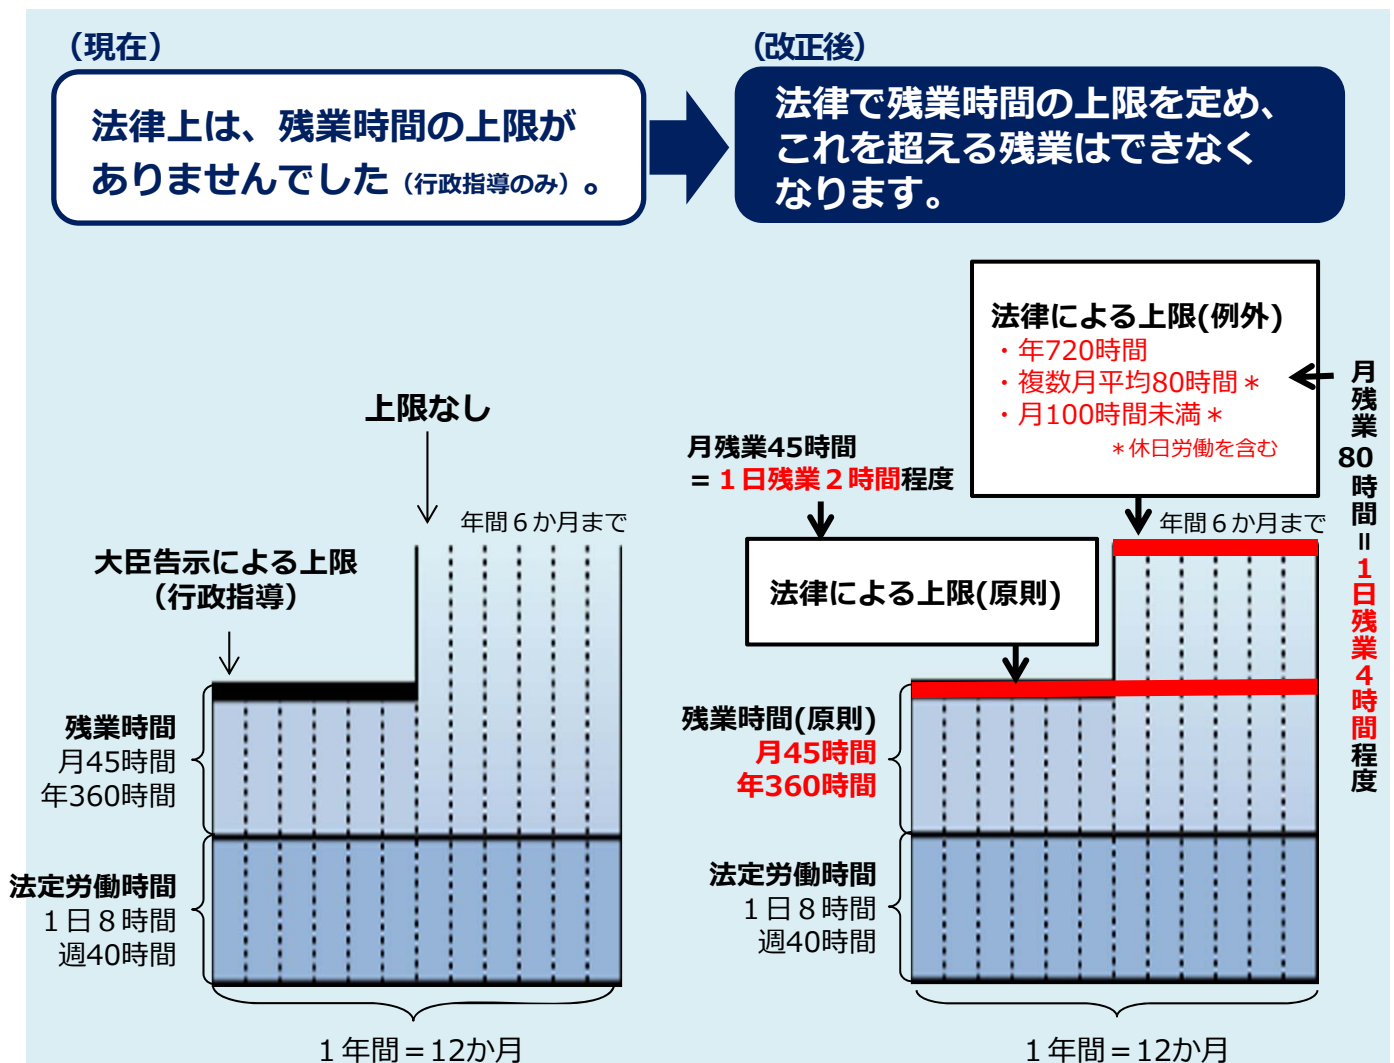 （現在）
法律上は、残業時間の上限が
ありませんでした（行政指導のみ）。
（改正後）
法律で残業時間の上限を定め、
これを超える残業はできなく
なります。
上限なし
年間６か月まで
大臣告示による上限
（行政指導）
残業時間
月45時間
年360時間
法定労働時間
１日８時間
週40時間
１年間＝12か月
法律による上限(例外)
・年720時間
・複数月平均80時間＊
・月100時間未満＊
＊休日労働を含む
月残業80時間＝１日残業４時間程度
月残業45時間
＝１日残業２時間程度
年間６か月まで
法律による上限(原則)
残業時間(原則)
月45時間
年360時間
法定労働時間
１日８時間
週40時間
１年間＝12か月